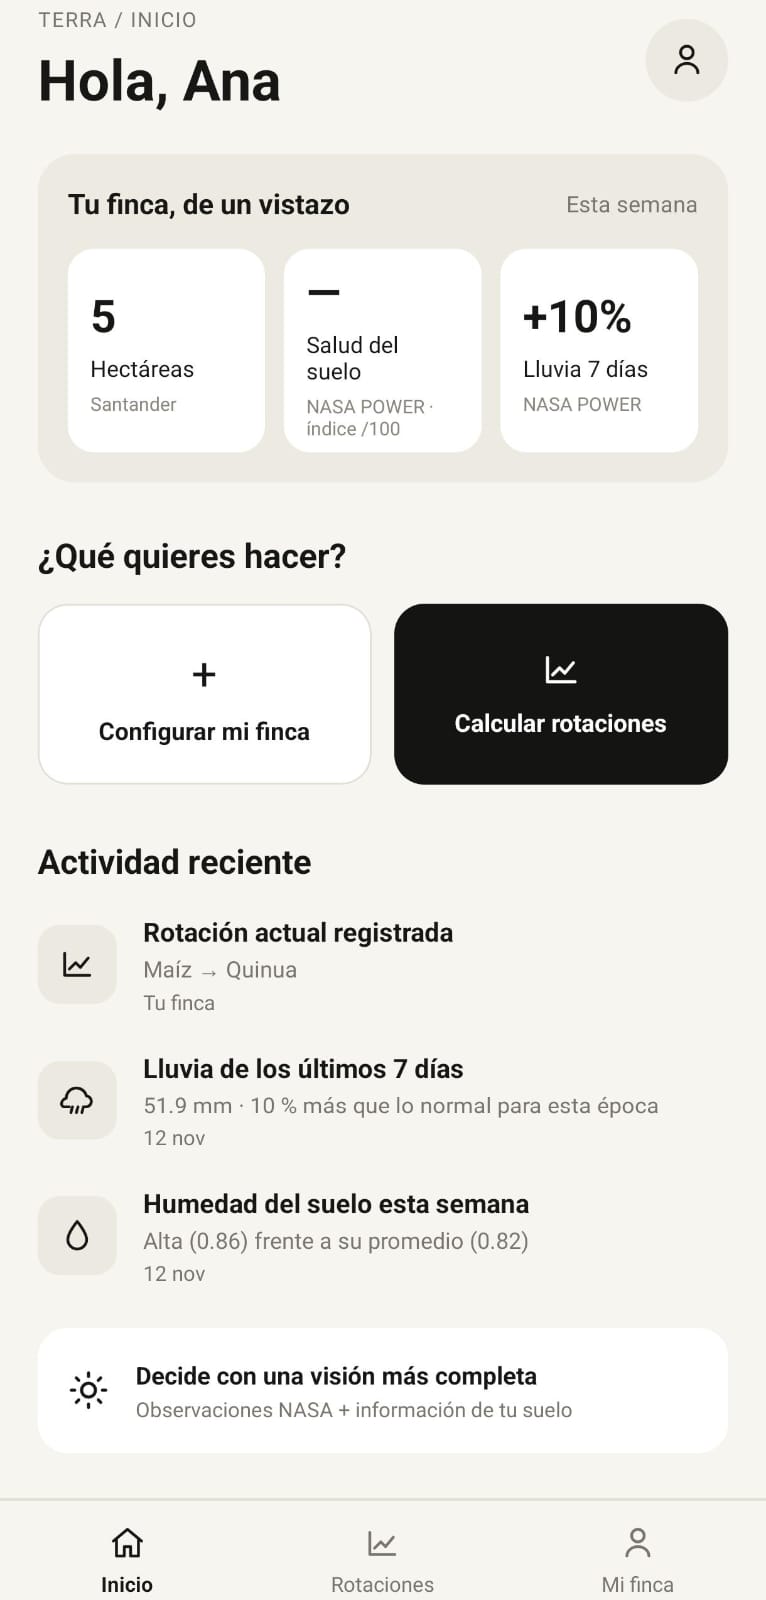 TERRA / INICIO
Hola, Ana
Tu finca, de un vistazo
Esta semana
5
Hectáreas
Santander
—
Salud del
suelo
NASA POWER ·
índice /100
+10%
Lluvia 7 días
NASA POWER
¿Qué quieres hacer?
+
Configurar mi finca
Calcular rotaciones
Actividad reciente
Rotación actual registrada
Maíz → Quinua
Tu finca
Lluvia de los últimos 7 días
51.9 mm · 10 % más que lo normal para esta época
12 nov
Humedad del suelo esta semana
Alta (0.86) frente a su promedio (0.82)
12 nov
Decide con una visión más completa
Observaciones NASA + información de tu suelo
Inicio
Rotaciones
Mi finca